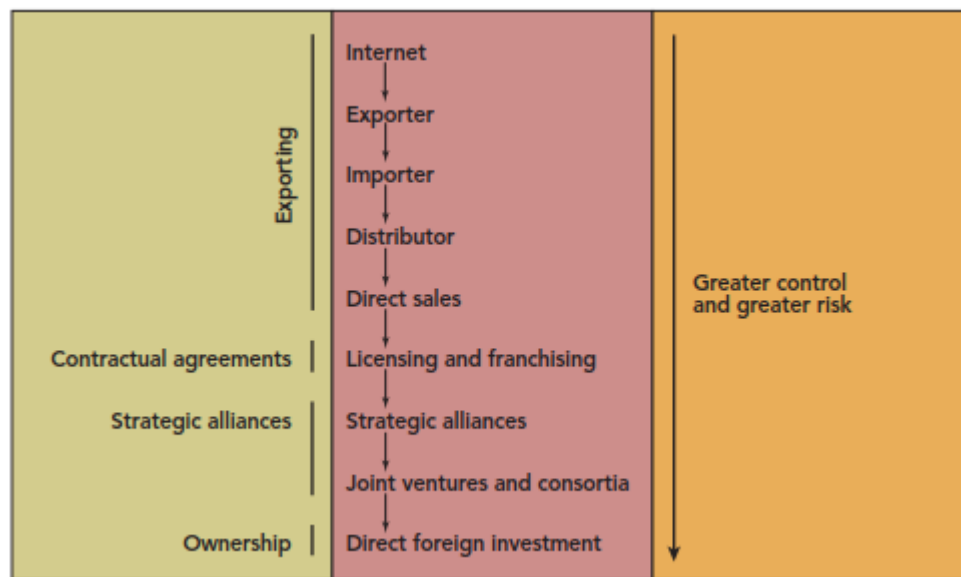 Exporting
Contractual agreements
Strategic alliances
Ownership
Internet
Exporter
Importer
Distributor
Direct sales
Licensing and franchising
Strategic alliances
Joint ventures and consortia
Direct foreign investment
Greater control
and greater risk